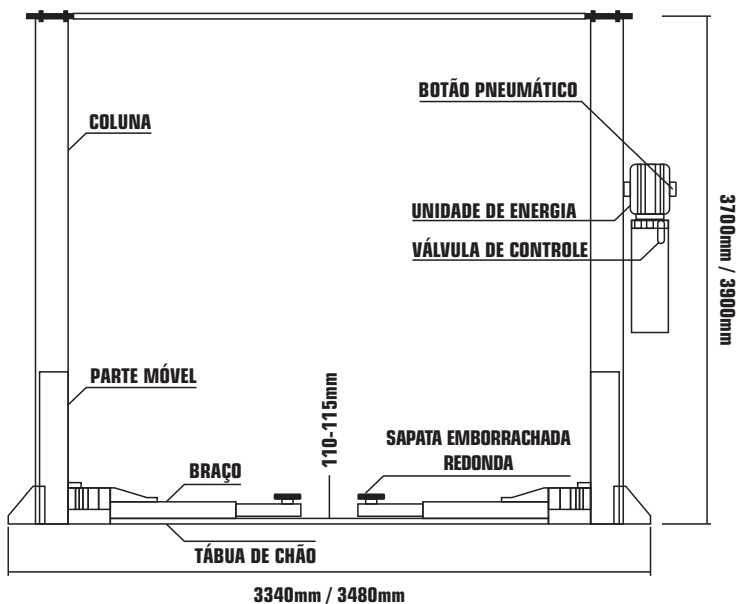 BOTÃO PNEUMÁTICO
COLUNA
UNIDADE DE ENERGIA
VÁLVULA DE CONTROLE
3700mm / 3900mm
PARTE MÓVEL
110-115mm
SAPATA EMBORRACHADA
REDONDA
BRAÇO
TÁBUA DE CHÃO
3340mm / 3480mm